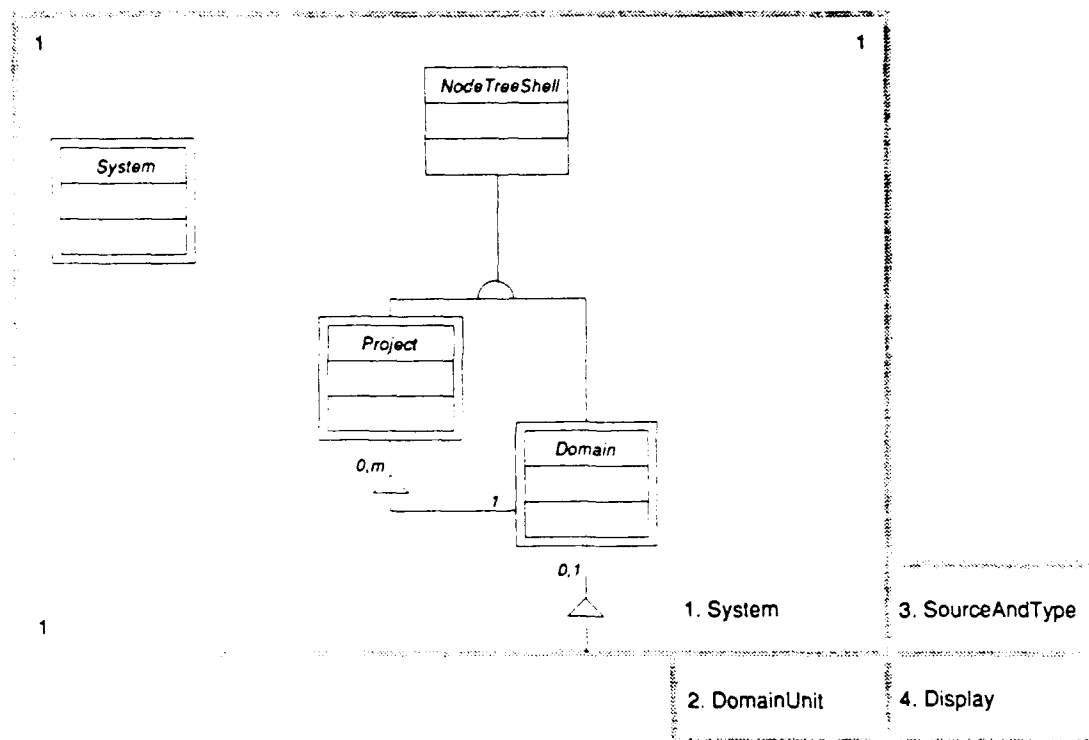 1 1
NodeTreeShell
System
Project
Domain
0,m
1
0,1
1. System
3. SourceAndType
1
2. DomainUnit
4. Display